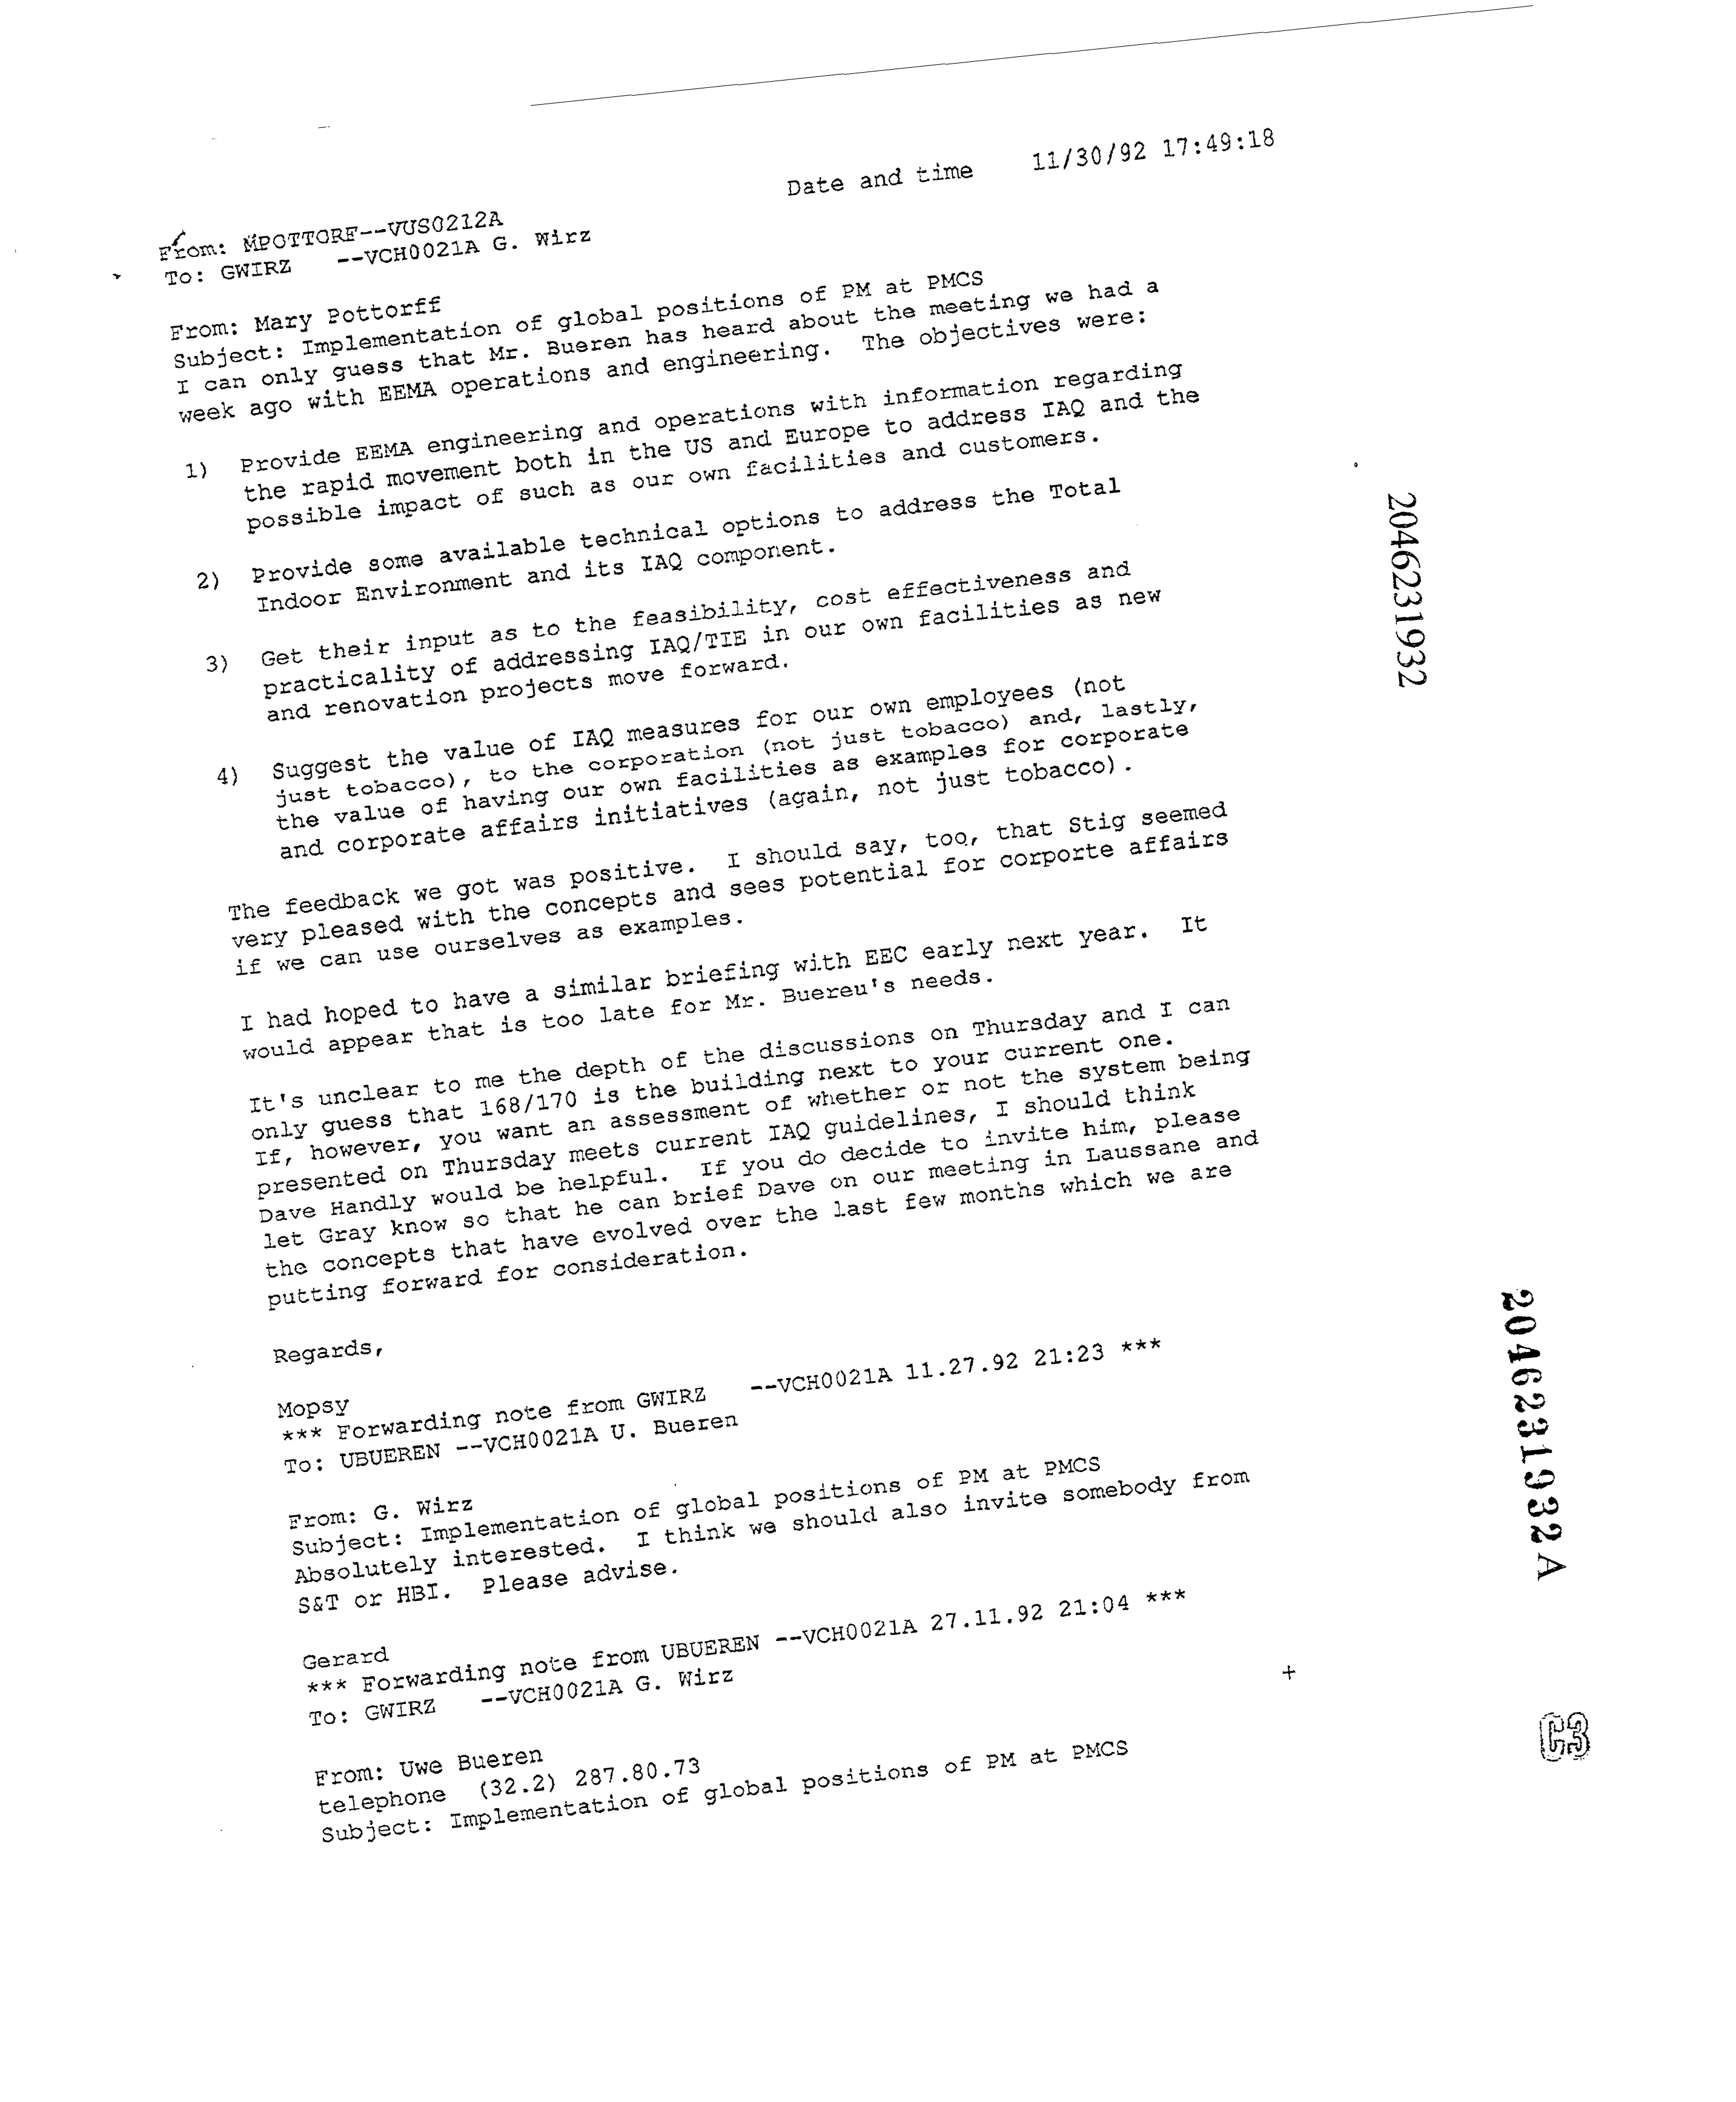 Date and time    11/30/92 17:49:18
From: MPOTTORF--VUS0212A
To: GWIRZ    --VCH0021A G. Wirz
From: Mary Pottorff
Subject: Implementation of global positions of PM at PMCS
I can only guess that Mr. Bueren has heard about the meeting we had a
week ago with EEMA operations and engineering.  The objectives were:
1)  Provide EEMA engineering and operations with information regarding
the rapid movement both in the US and Europe to address IAQ and the
possible impact of such as our own facilities and customers.
2)  Provide some available technical options to address the Total
Indoor Environment and its IAQ component.
3)  Get their input as to the feasibility, cost effectiveness and
practicality of addressing IAQ/TIE in our own facilities as new
and renovation projects move forward.
4)  Suggest the value of IAQ measures for our own employees (not
just tobacco), to the corporation (not just tobacco) and, lastly,
the value of having our own facilities as examples for corporate
and corporate affairs initiatives (again, not just tobacco).
The feedback we got was positive.  I should say, too, that Stig seemed
very pleased with the concepts and sees potential for corporte affairs
if we can use ourselves as examples.
I had hoped to have a similar briefing with EEC early next year.  It
would appear that is too late for Mr. Buereu's needs.
It's unclear to me the depth of the discussions on Thursday and I can
only guess that 168/170 is the building next to your current one.
If, however, you want an assessment of whether or not the system being
presented on Thursday meets current IAQ guidelines, I should think
Dave Handly would be helpful.  If you do decide to invite him, please
let Gray know so that he can brief Dave on our meeting in Laussane and
the concepts that have evolved over the last few months which we are
putting forward for consideration.
Regards,
Mopsy
*** Forwarding note from GWIRZ    --VCH0021A 11.27.92 21:23 ***
To: UBUEREN --VCH0021A U. Bueren
From: G. Wirz
Subject: Implementation of global positions of PM at PMCS
Absolutely interested.  I think we should also invite somebody from
S&T or HBI.  Please advise.
Gerard
*** Forwarding note from UBUEREN --VCH0021A 27.11.92 21:04 ***
To: GWIRZ    --VCH0021A G. Wirz
+
From: Uwe Bueren
telephone  (32.2) 287.80.73
Subject: Implementation of global positions of PM at PMCS
2046231932
2046231932 A
C3